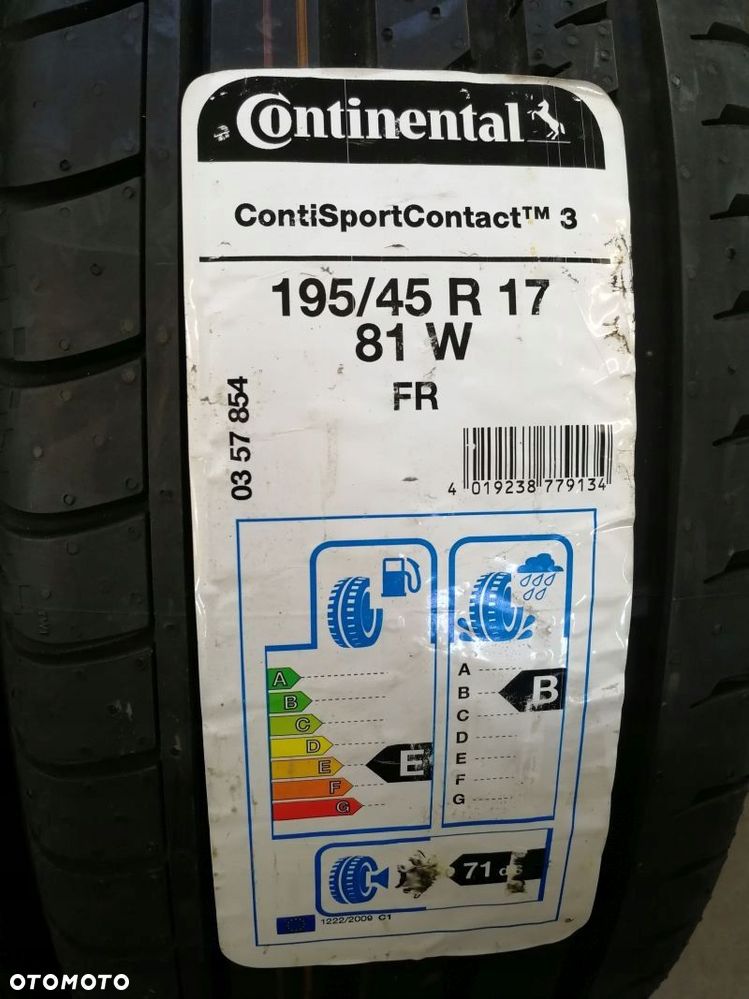 Continental
ContiSportContact™ 3
195/45 R 17
81 W
FR
03 57 854
4 019238 779134
A
B
C
D
E
F
G
E
A
B
C
D
E
F
G
B
71 dB
1222/2009 C1
OTOMOTO